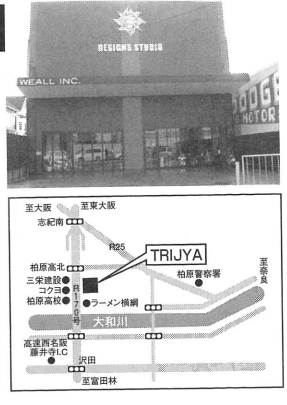 DESIGNS STUDIO
WEALL INC.
DODGE
MOTOR
至大阪
至東大阪
志紀南
R25
TRIJYA
柏原高北
三栄建設
コクヨ
柏原高校
R170号
ラーメン横綱
柏原警察署
至奈良
大和川
高速西名阪
藤井寺I.C
沢田
至富田林